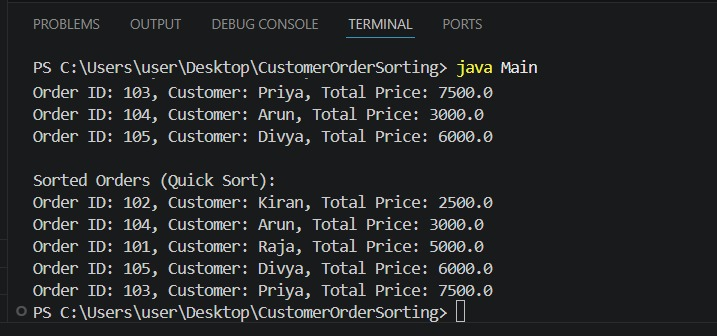 PROBLEMS OUTPUT DEBUG CONSOLE TERMINAL PORTS
PS C:\Users\user\Desktop\CustomerOrderSorting> java Main
Order ID: 103, Customer: Priya, Total Price: 7500.0
Order ID: 104, Customer: Arun, Total Price: 3000.0
Order ID: 105, Customer: Divya, Total Price: 6000.0

Sorted Orders (Quick Sort):
Order ID: 102, Customer: Kiran, Total Price: 2500.0
Order ID: 104, Customer: Arun, Total Price: 3000.0
Order ID: 101, Customer: Raja, Total Price: 5000.0
Order ID: 105, Customer: Divya, Total Price: 6000.0
Order ID: 103, Customer: Priya, Total Price: 7500.0
PS C:\Users\user\Desktop\CustomerOrderSorting>